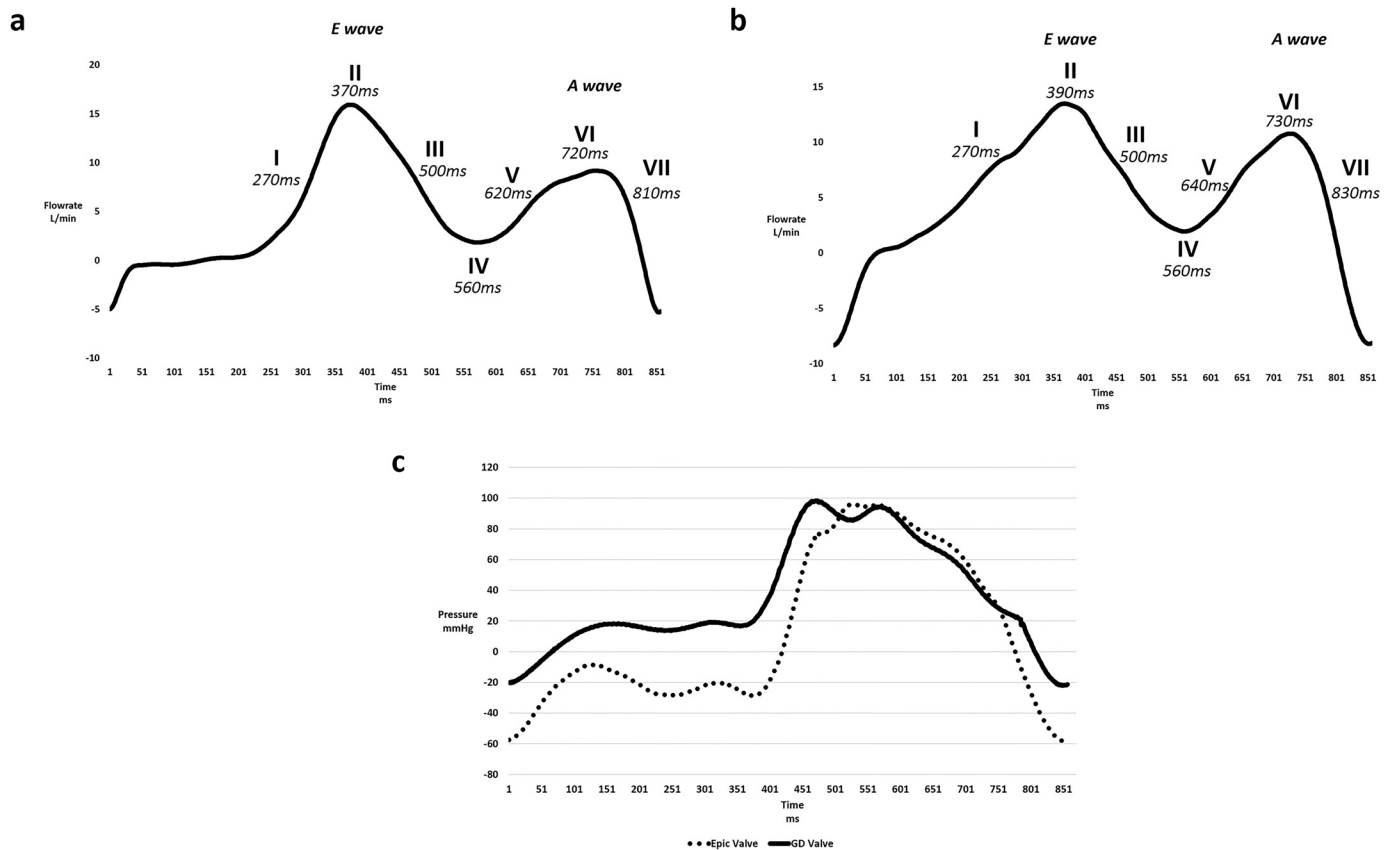 a
E wave
II
370ms
A wave
VI
720ms
I
270ms
III
500ms
V
620ms
VII
810ms
IV
560ms
Flowrate
L/min
20
15
10
5
0
-5
-10
1 51 101 151 201 251 301 351 401 451 501 551 601 651 701 751 801 851
Time
ms
b
E wave
II
390ms
A wave
VI
730ms
I
270ms
III
500ms
V
640ms
VII
830ms
IV
560ms
Flowrate
L/min
15
10
5
0
-5
-10
1 51 101 151 201 251 301 351 401 451 501 551 601 651 701 751 801 851
Time
ms
c
Pressure
mmHg
120
100
80
60
40
20
0
-20
-40
-60
-80
1 51 101 151 201 251 301 351 401 451 501 551 601 651 701 751 801 851
Time
ms
Epic Valve GD Valve